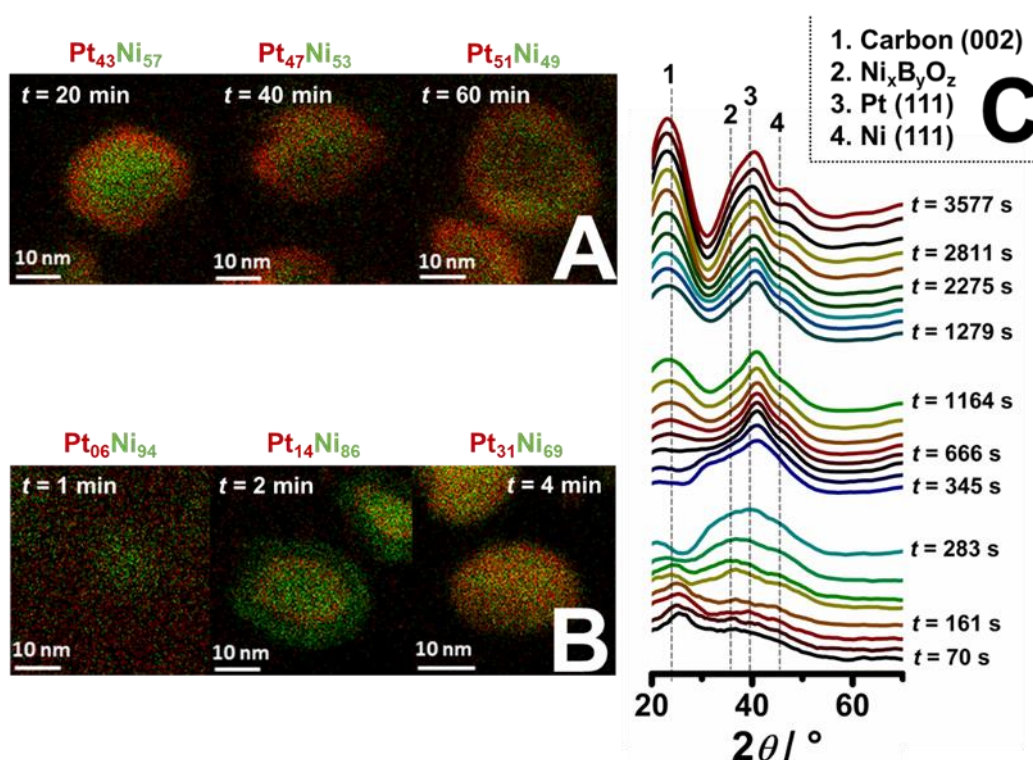 Pt₄₃Ni₅₇ Pt₄₇Ni₅₃ Pt₅₁Ni₄₉
t = 20 min t = 40 min t = 60 min
10 nm 10 nm 10 nm
A
Pt₀₆Ni₉₄ Pt₁₄Ni₈₆ Pt₃₁Ni₆₉
t = 1 min t = 2 min t = 4 min
10 nm 10 nm 10 nm
B
1. Carbon (002)
2. NiₓBᵧO_z
3. Pt (111)
4. Ni (111)
C
1
2
3
4
t = 3577 s
t = 2811 s
t = 2275 s
t = 1279 s
t = 1164 s
t = 666 s
t = 345 s
t = 283 s
t = 161 s
t = 70 s
20 40 60
2θ / °